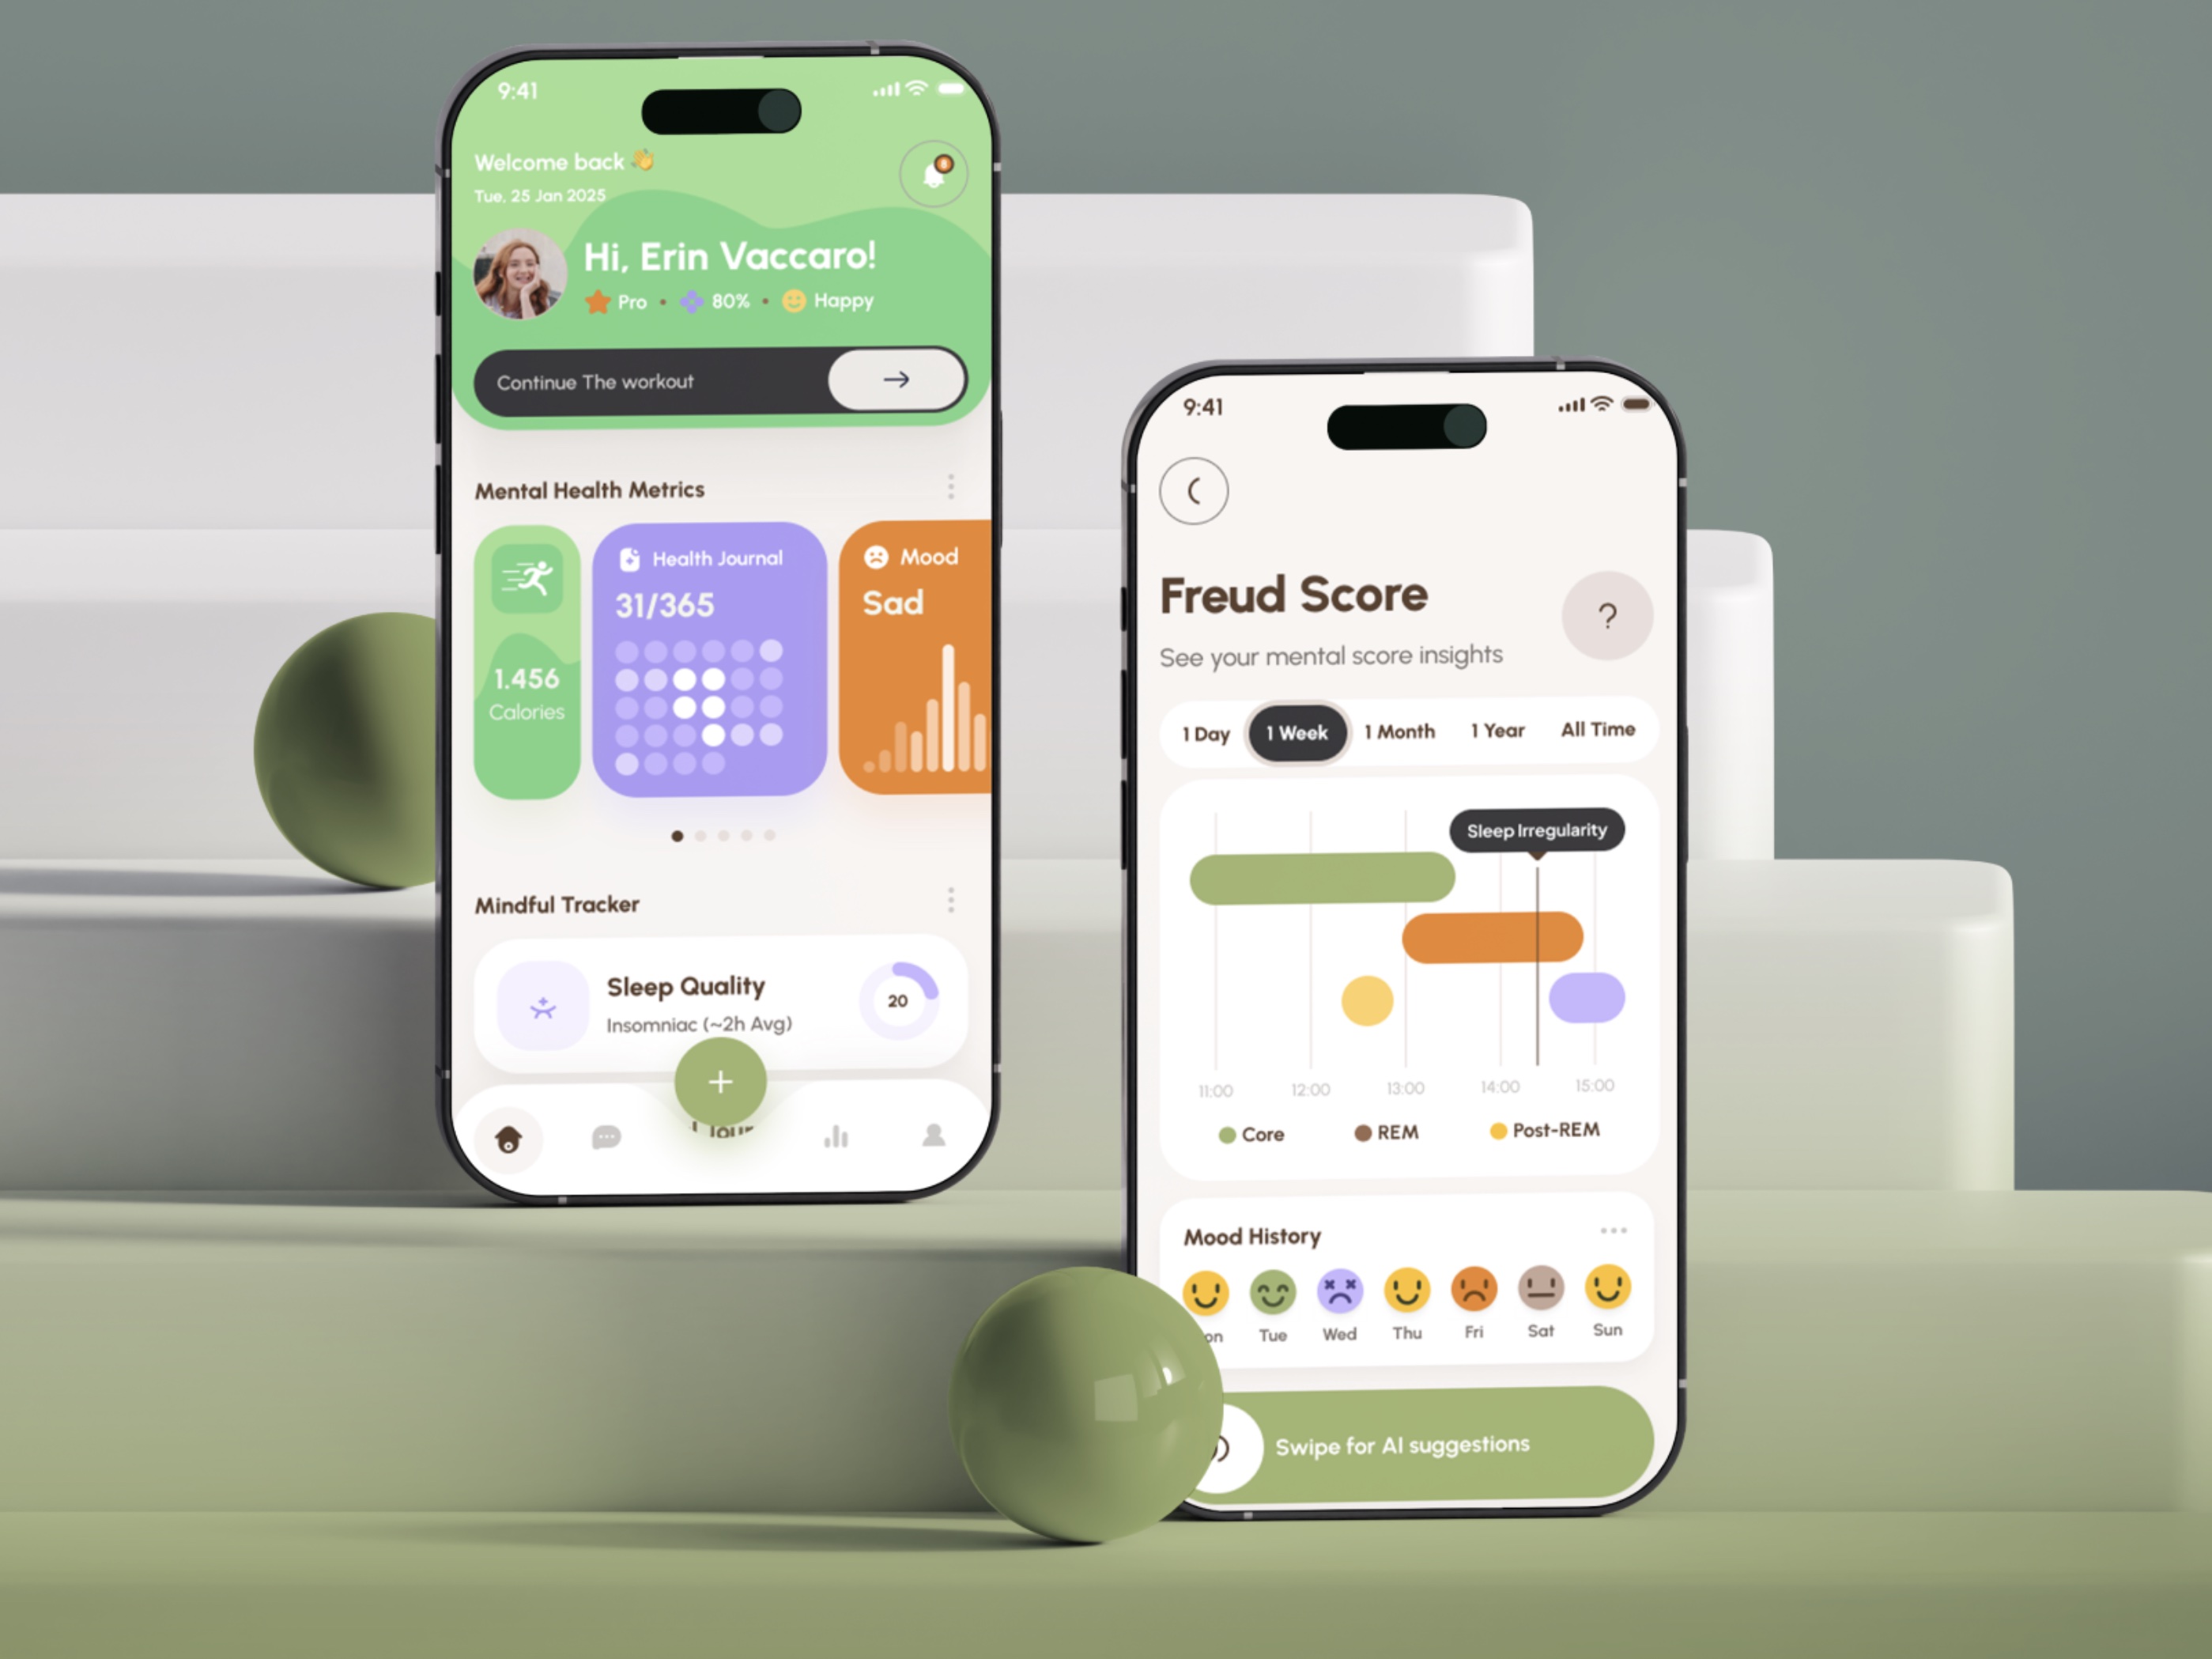 9:41
Welcome back 👋
Tue, 25 Jan 2025
Hi, Erin Vaccaro!
Pro • 80% • Happy
Continue The workout
Mental Health Metrics
1.456
Calories
Health Journal
31/365
Mood
Sad
Mindful Tracker
Sleep Quality
Insomniac (~2h Avg)
20
9:41
Freud Score
?
See your mental score insights
1 Day 1 Week 1 Month 1 Year All Time
Sleep Irregularity
11:00 12:00 13:00 14:00 15:00
Core REM Post-REM
Mood History
Tue Wed Thu Fri Sat Sun
Swipe for AI suggestions